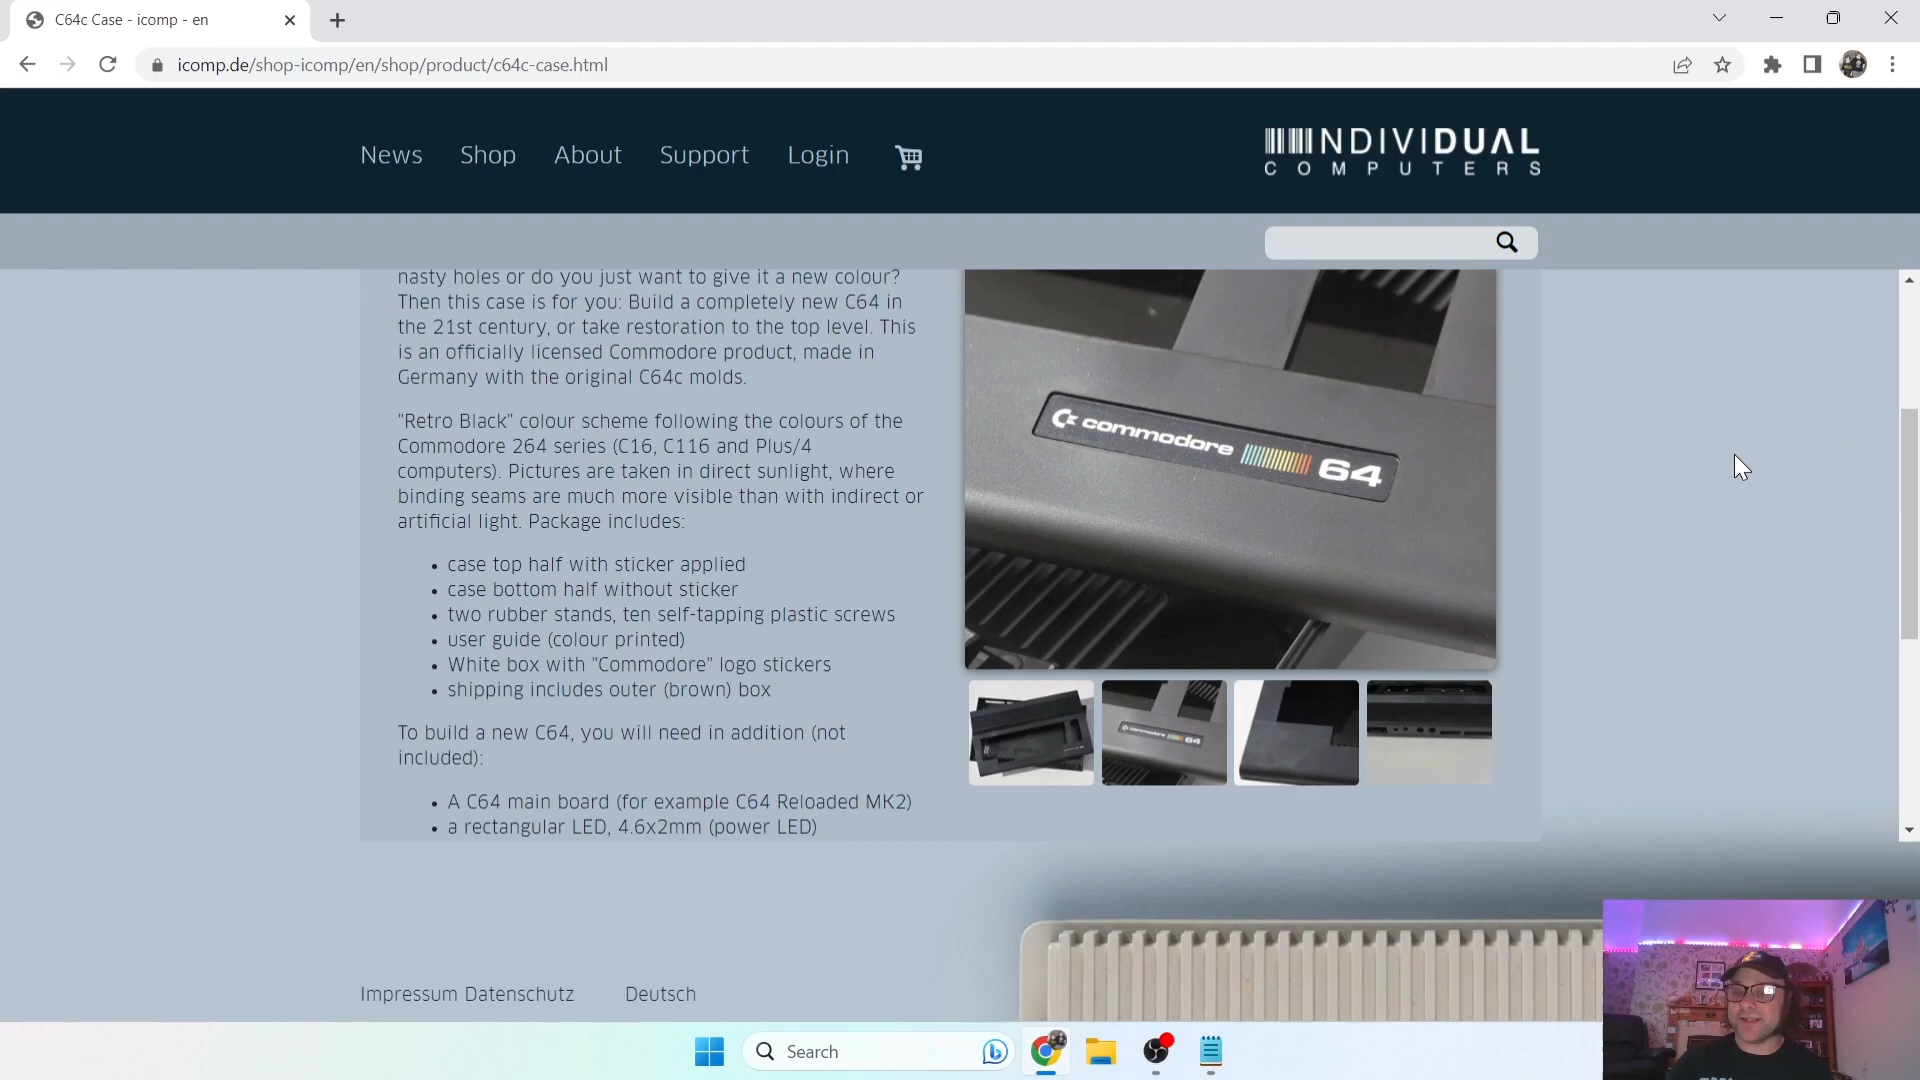 C64c Case - icomp - en
icomp.de/shop-icomp/en/shop/product/c64c-case.html
News Shop About Support Login
INDIVIDUAL
COMPUTERS
nasty holes or do you just want to give it a new colour?
Then this case is for you: Build a completely new C64 in
the 21st century, or take restoration to the top level. This
is an officially licensed Commodore product, made in
Germany with the original C64c molds.
"Retro Black" colour scheme following the colours of the
Commodore 264 series (C16, C116 and Plus/4
computers). Pictures are taken in direct sunlight, where
binding seams are much more visible than with indirect or
artificial light. Package includes:
• case top half with sticker applied
• case bottom half without sticker
• two rubber stands, ten self-tapping plastic screws
• user guide (colour printed)
• White box with "Commodore" logo stickers
• shipping includes outer (brown) box
To build a new C64, you will need in addition (not
included):
• A C64 main board (for example C64 Reloaded MK2)
• a rectangular LED, 4.6x2mm (power LED)
commodore 64
commodore 64
Impressum Datenschutz Deutsch
Search